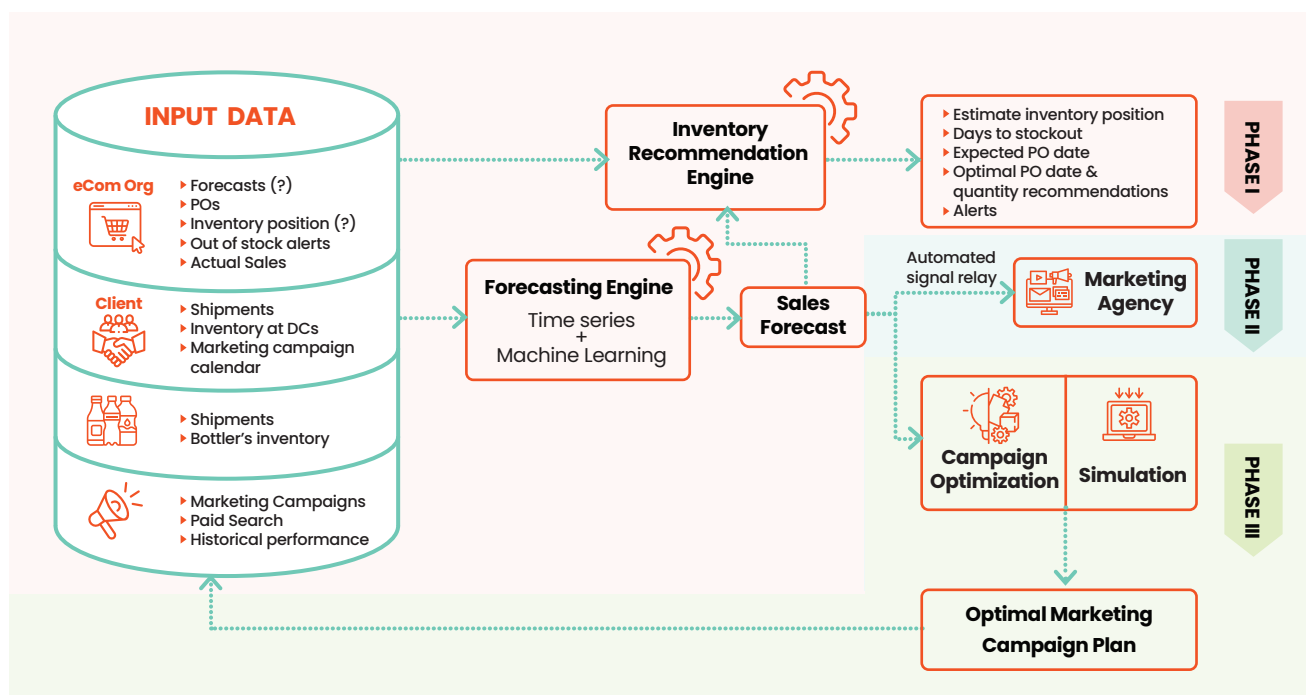 INPUT DATA
eCom Org
Forecasts (?)
POs
Inventory position (?)
Out of stock alerts
Actual Sales
Client
Shipments
Inventory at DCs
Marketing campaign
calendar
Shipments
Bottler's inventory
Marketing Campaigns
Paid Search
Historical performance
Inventory
Recommendation
Engine
Forecasting Engine
Time series
+
Machine Learning
Sales
Forecast
Estimate inventory position
Days to stockout
Expected PO date
Optimal PO date &
quantity recommendations
Alerts
PHASE I
Automated
signal relay
Marketing
Agency
PHASE II
Campaign
Optimization
Simulation
PHASE III
Optimal Marketing
Campaign Plan